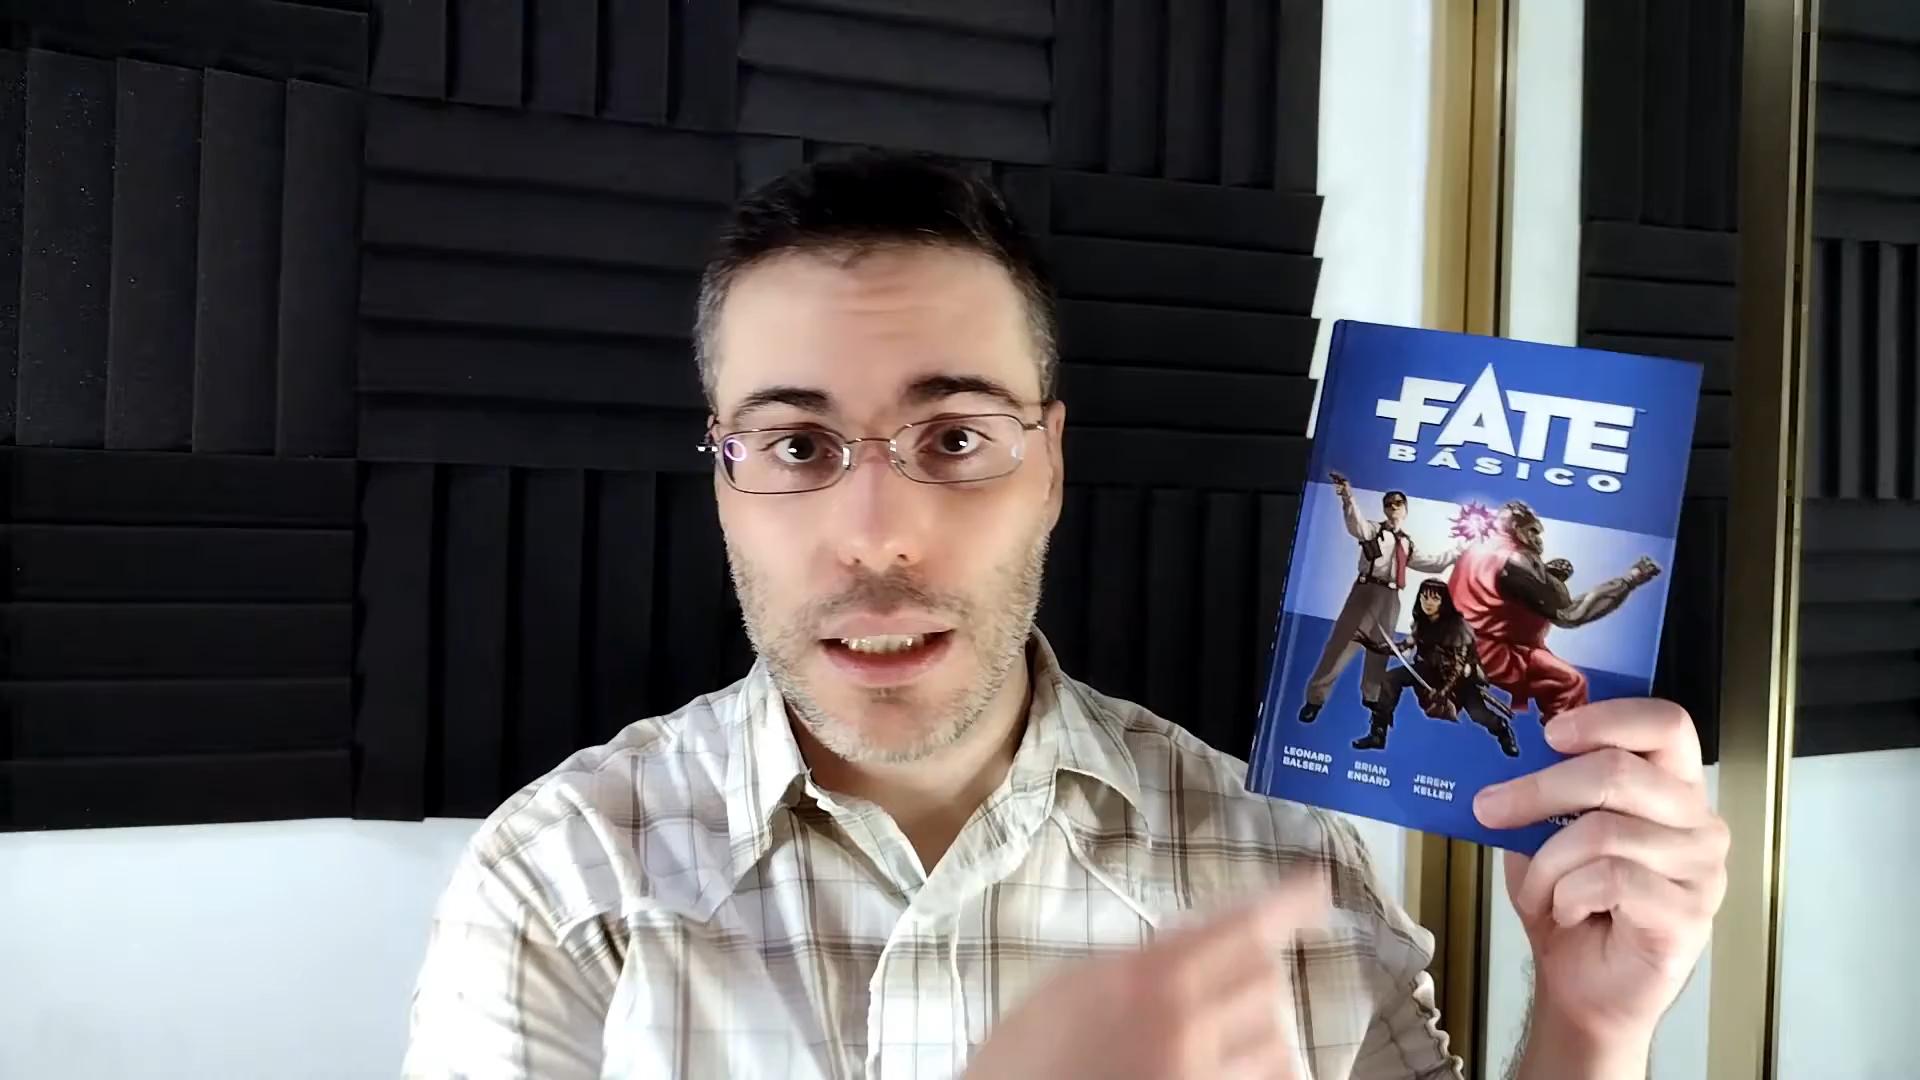 FATE
BÁSICO
LEONARD
BALSERA
BRIAN
ENGARD
JEREMY
KELLER